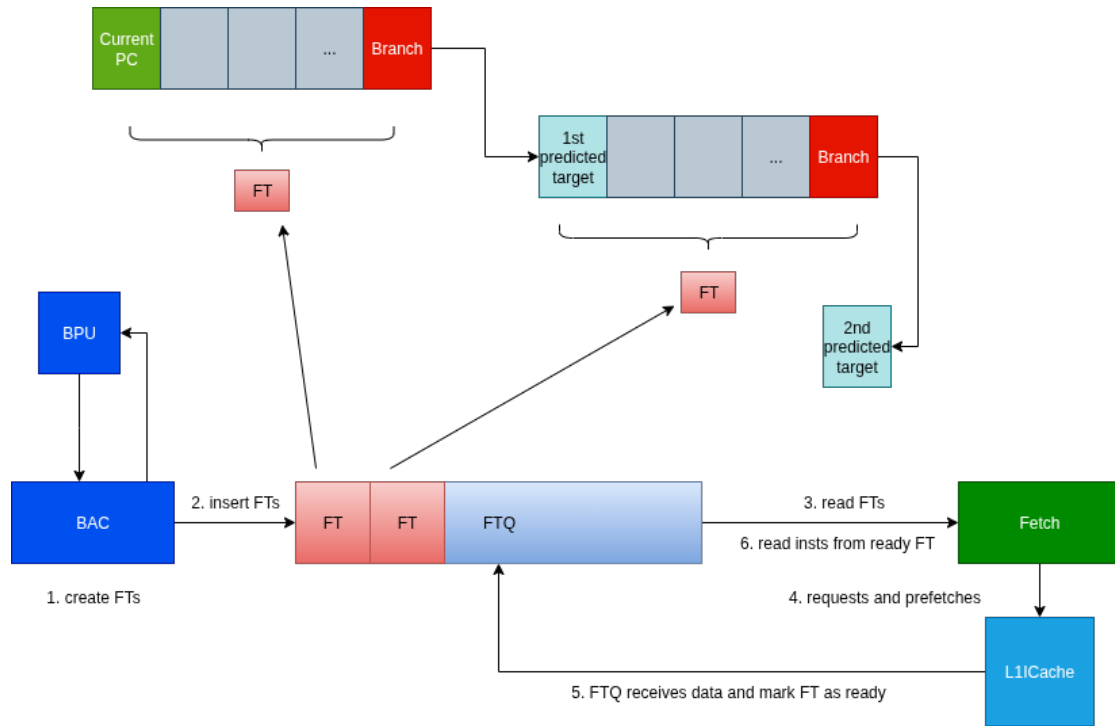 Current
PC
...
Branch
1st
predicted
target
...
Branch
FT
FT
2nd
predicted
target
BPU
BAC
2. insert FTs
FT
FT
FTQ
3. read FTs
6. read insts from ready FT
Fetch
1. create FTs
4. requests and prefetches
L1ICache
5. FTQ receives data and mark FT as ready